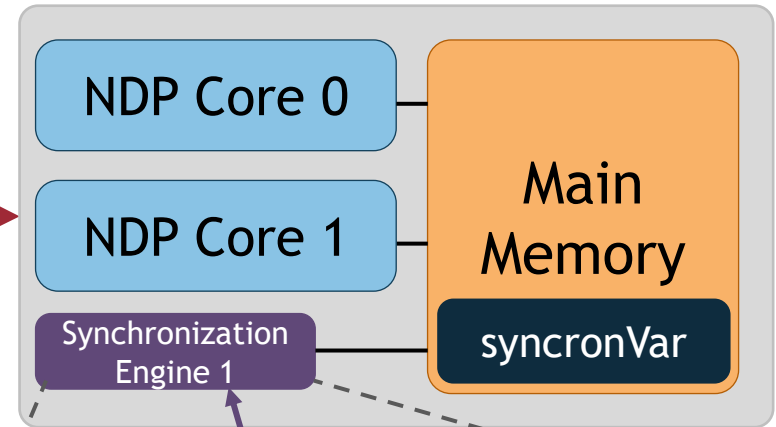 NDP Core 0
NDP Core 1
Synchronization
Engine 1
Main
Memory
syncronVar